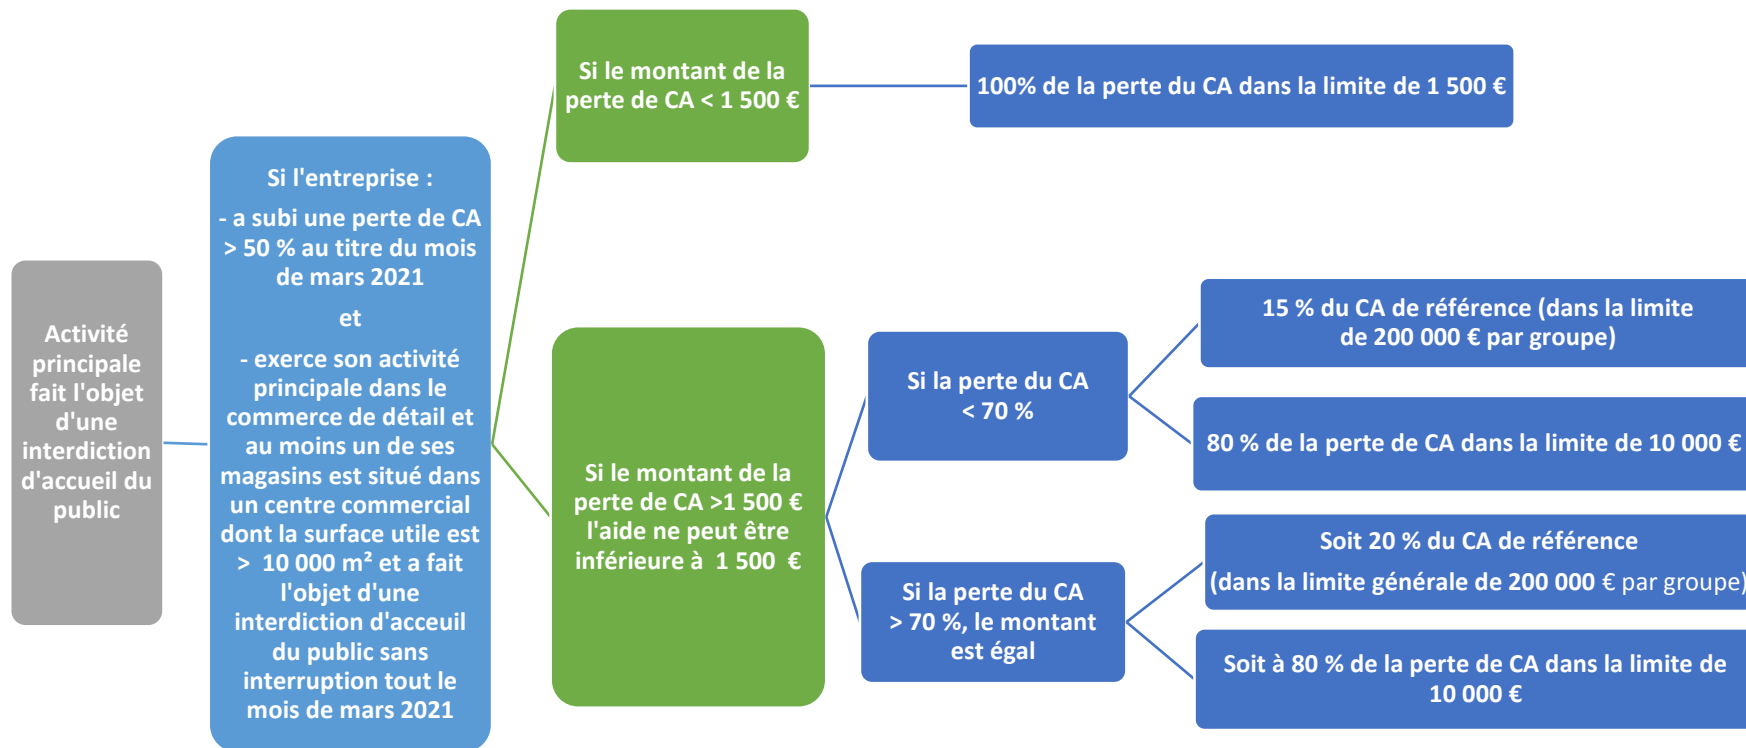 Activité
principale
fait l'objet
d'une
interdiction
d'accueil du
public
Si l'entreprise :
- a subi une perte de CA
> 50 % au titre du mois
de mars 2021
et
- exerce son activité
principale dans le
commerce de détail et
au moins un de ses
magasins est situé dans
un centre commercial
dont la surface utile est
> 10 000 m² et a fait
l'objet d'une
interdiction d'acceuil
du public sans
interruption tout le
mois de mars 2021
Si le montant de la
perte de CA < 1 500 €
100% de la perte du CA dans la limite de 1 500 €
Si le montant de la
perte de CA >1 500 €
l'aide ne peut être
inférieure à 1 500 €
Si la perte du CA
< 70 %
15 % du CA de référence (dans la limite
de 200 000 € par groupe)
80 % de la perte de CA dans la limite de 10 000 €
Si la perte du CA
> 70 %, le montant
est égal
Soit 20 % du CA de référence
(dans la limite générale de 200 000 € par groupe)
Soit à 80 % de la perte de CA dans la limite de
10 000 €